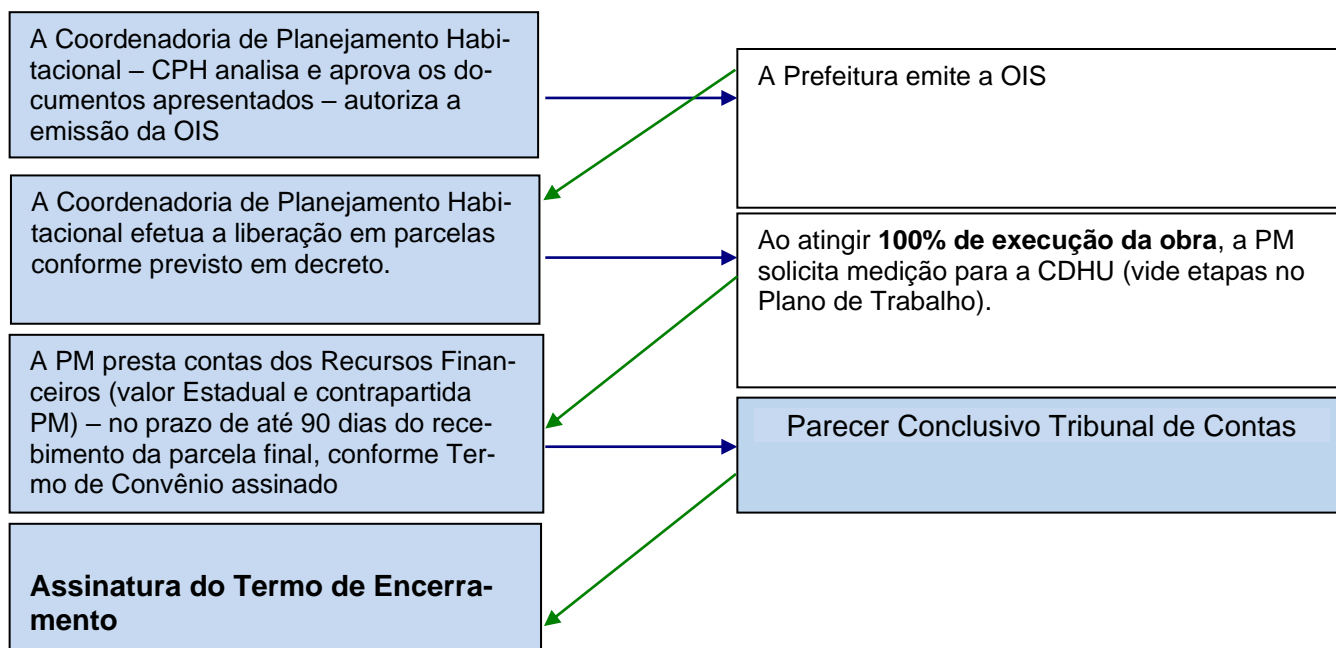 A Coordenadoria de Planejamento Habi-
tacional – CPH analisa e aprova os do-
cumentos apresentados – autoriza a
emissão da OIS
A Prefeitura emite a OIS
A Coordenadoria de Planejamento Habi-
tacional efetua a liberação em parcelas
conforme previsto em decreto.
Ao atingir 100% de execução da obra, a PM
solicita medição para a CDHU (vide etapas no
Plano de Trabalho).
A PM presta contas dos Recursos Finan-
ceiros (valor Estadual e contrapartida
PM) – no prazo de até 90 dias do rece-
bimento da parcela final, conforme Ter-
mo de Convênio assinado
Parecer Conclusivo Tribunal de Contas
Assinatura do Termo de Encerra-
mento